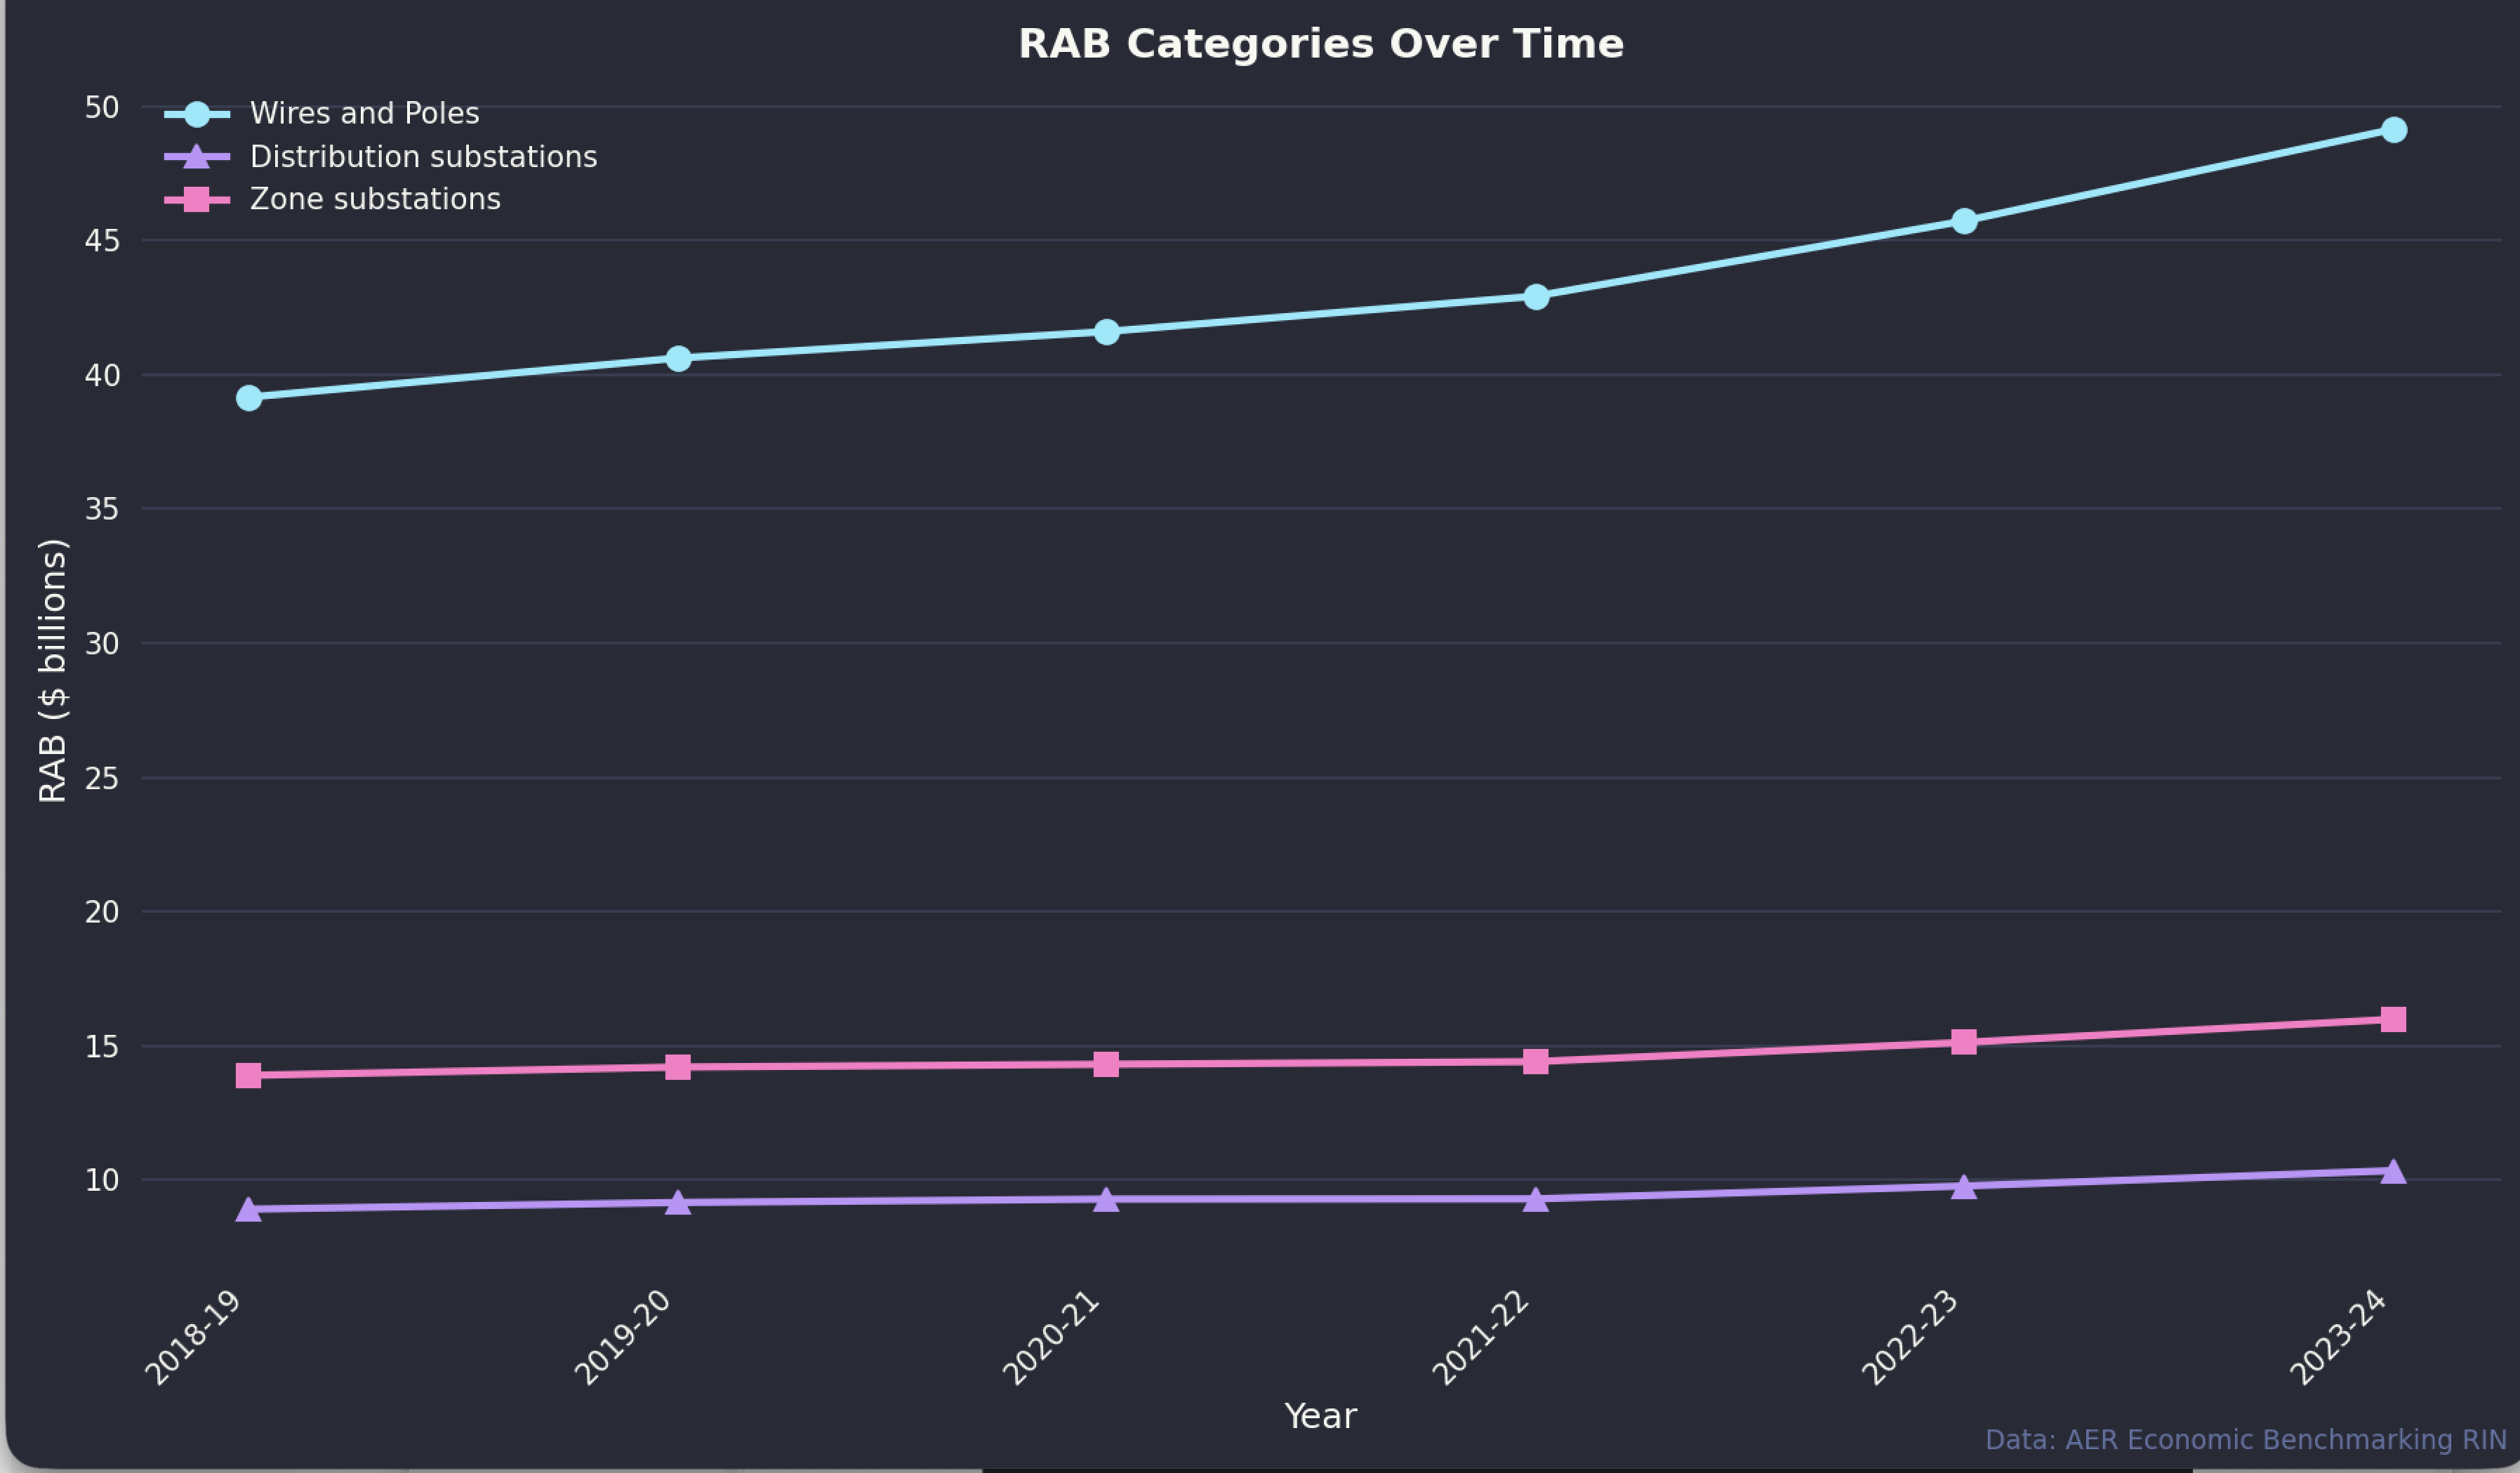 RAB Categories Over Time
Wires and Poles
Distribution substations
Zone substations
RAB ($ billions)
50
45
40
35
30
25
20
15
10
2018-19
2019-20
2020-21
2021-22
2022-23
2023-24
Year
Data: AER Economic Benchmarking RIN